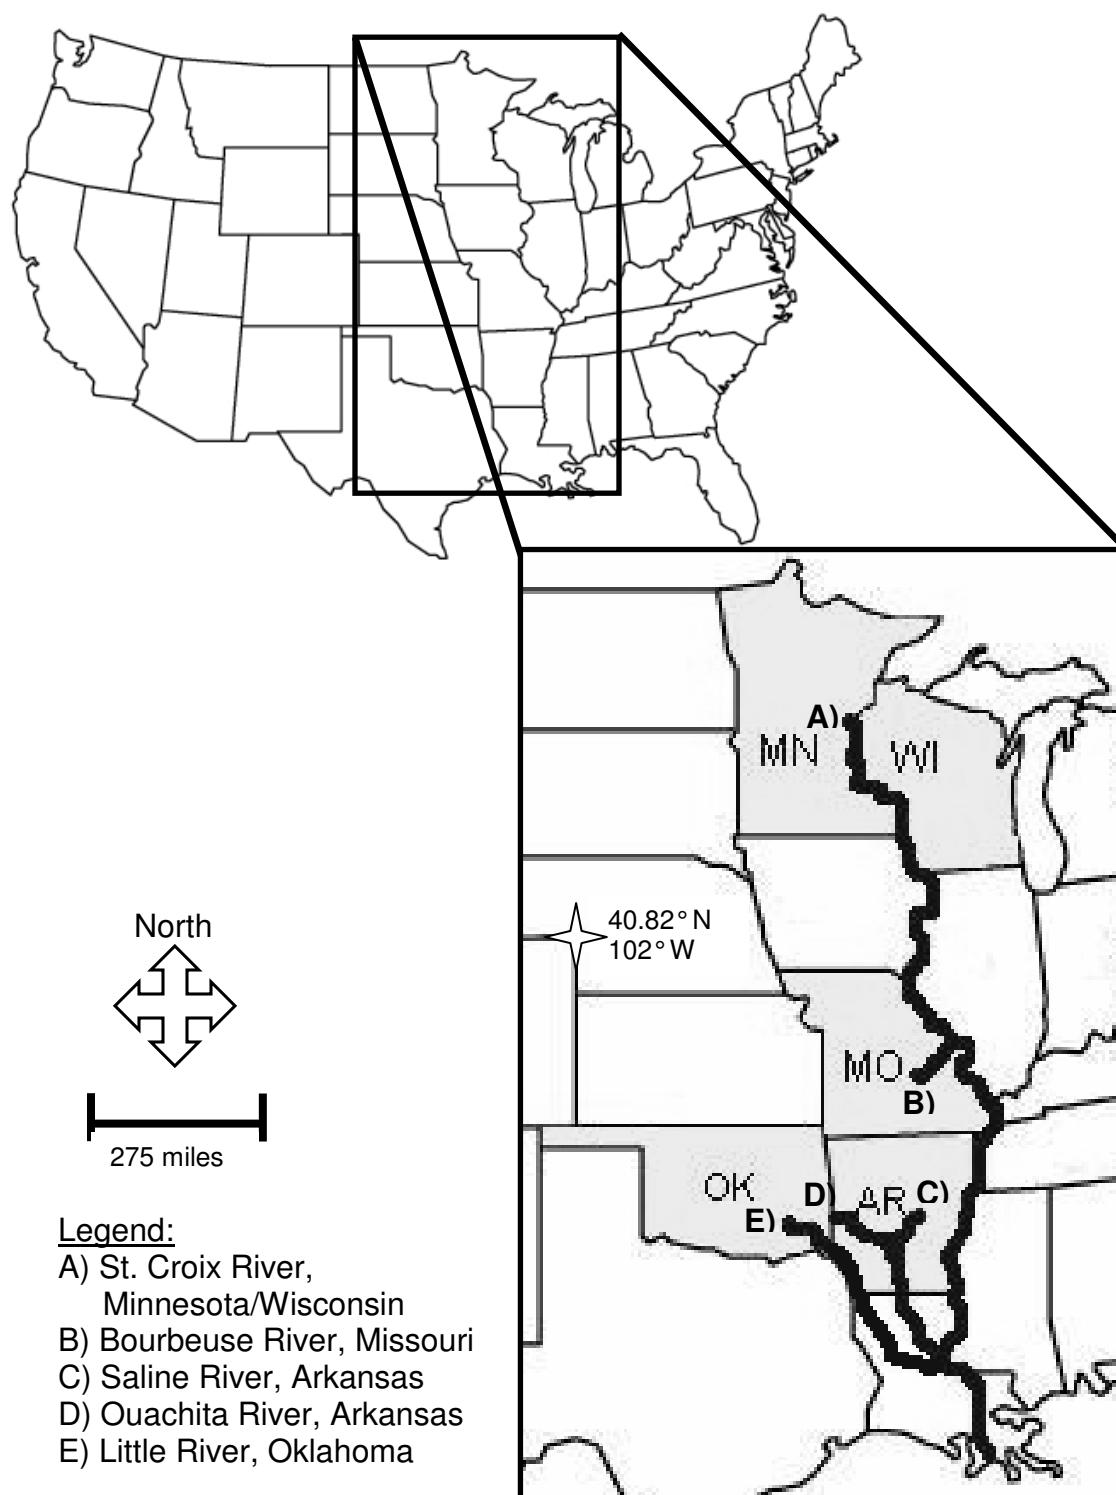 A)
MN
WI
North
40.82° N
102° W
MO
B)
275 miles
OK
D)
AR
C)
E)
Legend:
A) St. Croix River,
Minnesota/Wisconsin
B) Bourbeuse River, Missouri
C) Saline River, Arkansas
D) Ouachita River, Arkansas
E) Little River, Oklahoma